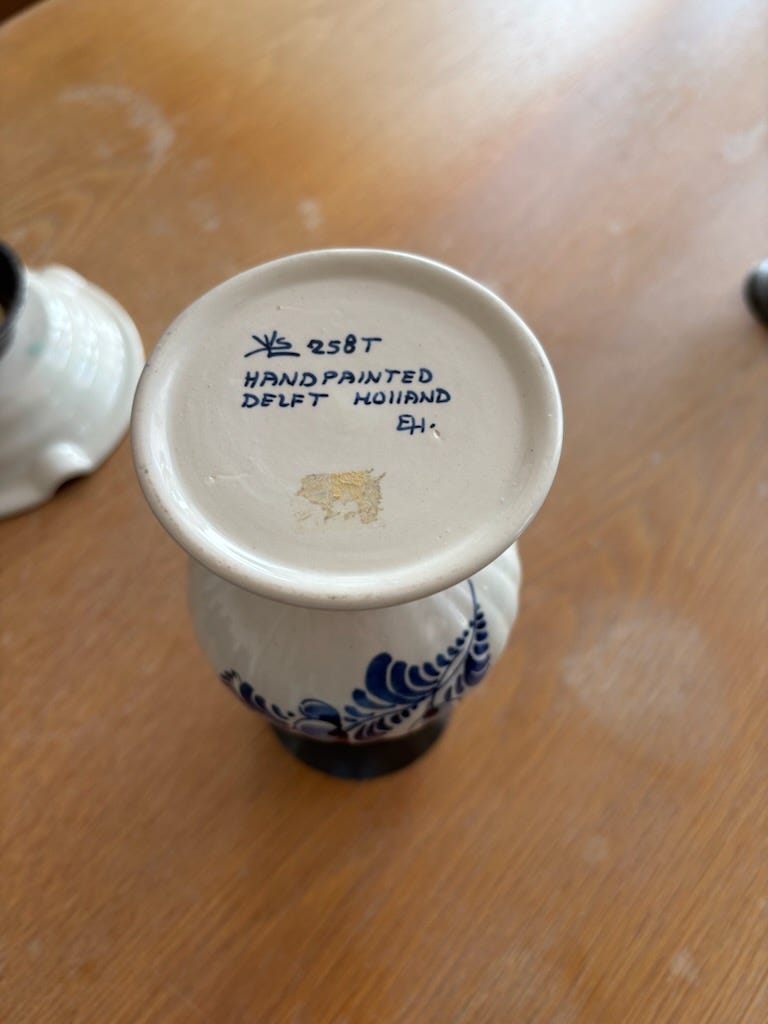 258T
HANDPAINTED
DELFT HOLLAND
EH.